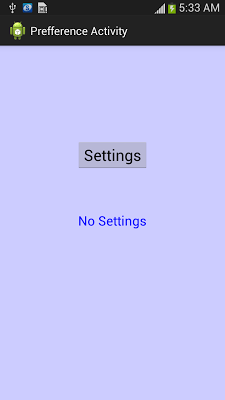 5:33 AM
Prefference Activity
Settings
No Settings